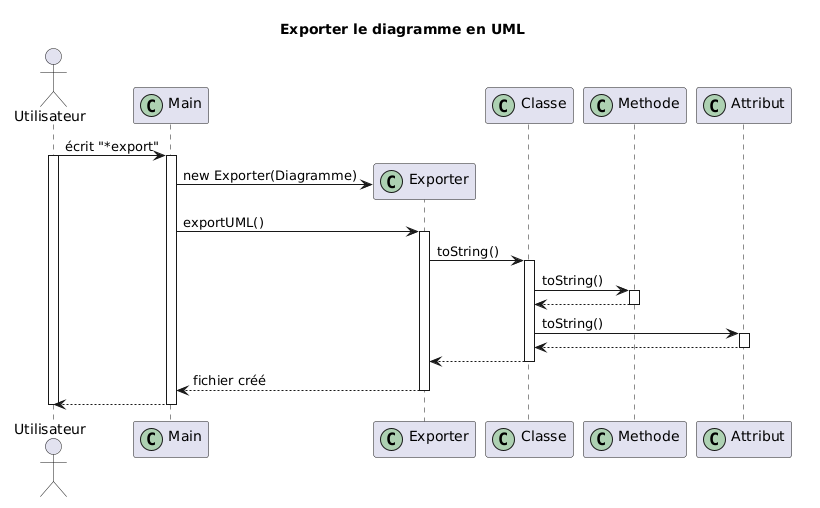 Exporter le diagramme en UML
Utilisateur
C Main
C Classe
C Methode
C Attribut
écrit "*export"
new Exporter(Diagramme)
C Exporter
exportUML()
toString()
toString()
toString()
fichier créé
Utilisateur
C Main
C Exporter
C Classe
C Methode
C Attribut